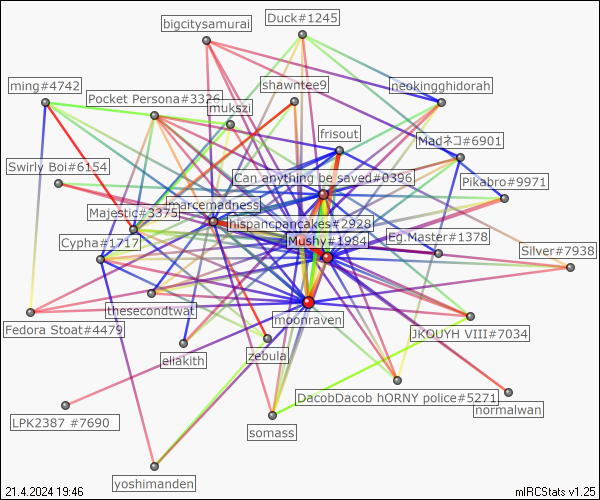 bigcitysamurai
Duck#1245
ming#4742
shawntee9
neokingghidorah
Pocket Persona#3326
mukszi
frisout
Madネコ#6901
Swirly Boi#6154
Can anything be saved#0396
Pikabro#9971
Majestic#3375
parcemadness
hispancpancakes#2928
Cypha#1717
Mushy#1984
Eg.Master#1378
Silver#7938
thesecondtwat
moonraven
Fedora Stoat#4479
JKOUYH VIII#7034
eliakith
zebula
DacobDacob hORNY police#5271
normalwan
LPK2387 #7690
somass
yoshimanden
21.4.2024 19:46
mIRCStats v1.25